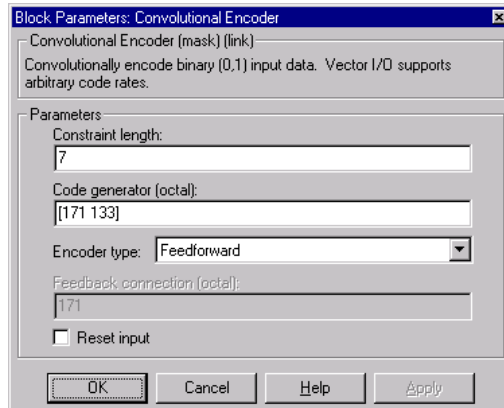 Block Parameters: Convolutional Encoder
Convolutional Encoder (mask) (link)
Convolutionally encode binary (0,1) input data. Vector I/O supports
arbitrary code rates.
Parameters
Constraint length:
7
Code generator (octal):
[171 133]
Encoder type: Feedforward
Feedback connection (octal):
171
Reset input
OK Cancel Help Apply